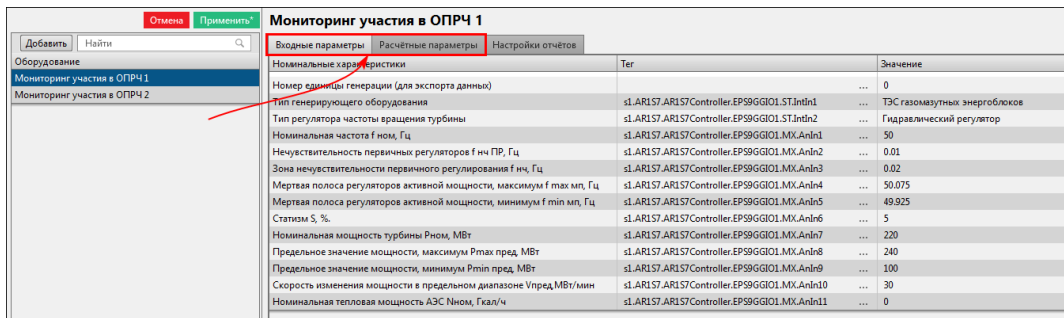 Отмена Применить*
Мониторинг участия в ОПРЧ 1
Добавить Найти
Входные параметры Расчётные параметры Настройки отчётов
Оборудование
Мониторинг участия в ОПРЧ 1
Мониторинг участия в ОПРЧ 2
Номинальные характеристики Тег Значение
Номер единицы генерации (для экспорта данных) ... 0
Тип генерирующего оборудования s1.AR1S7.AR1S7Controller.EPS9GGIO1.ST.IntIn1 ... ТЭС газомазутных энергоблоков
Тип регулятора частоты вращения турбины s1.AR1S7.AR1S7Controller.EPS9GGIO1.ST.IntIn2 ... Гидравлический регулятор
Номинальная частота f ном, Гц s1.AR1S7.AR1S7Controller.EPS9GGIO1.MX.AnIn1 ... 50
Нечувствительность первичных регуляторов f нч ПР, Гц s1.AR1S7.AR1S7Controller.EPS9GGIO1.MX.AnIn2 ... 0.01
Зона нечувствительности первичного регулирования f нч, Гц s1.AR1S7.AR1S7Controller.EPS9GGIO1.MX.AnIn3 ... 0.02
Мертвая полоса регуляторов активной мощности, максимум f max мп, Гц s1.AR1S7.AR1S7Controller.EPS9GGIO1.MX.AnIn4 ... 50.075
Мертвая полоса регуляторов активной мощности, минимум f min мп, Гц s1.AR1S7.AR1S7Controller.EPS9GGIO1.MX.AnIn5 ... 49.925
Статизм S, %. s1.AR1S7.AR1S7Controller.EPS9GGIO1.MX.AnIn6 ... 5
Номинальная мощность турбины Рном, МВт s1.AR1S7.AR1S7Controller.EPS9GGIO1.MX.AnIn7 ... 220
Предельное значение мощности, максимум Pmax пред, МВт s1.AR1S7.AR1S7Controller.EPS9GGIO1.MX.AnIn8 ... 240
Предельное значение мощности, минимум Pmin пред, МВт s1.AR1S7.AR1S7Controller.EPS9GGIO1.MX.AnIn9 ... 100
Скорость изменения мощности в предельном диапазоне Vпред,МВт/мин s1.AR1S7.AR1S7Controller.EPS9GGIO1.MX.AnIn10 ... 30
Номинальная тепловая мощность АЭС Nном, Гкал/ч s1.AR1S7.AR1S7Controller.EPS9GGIO1.MX.AnIn11 ... 0